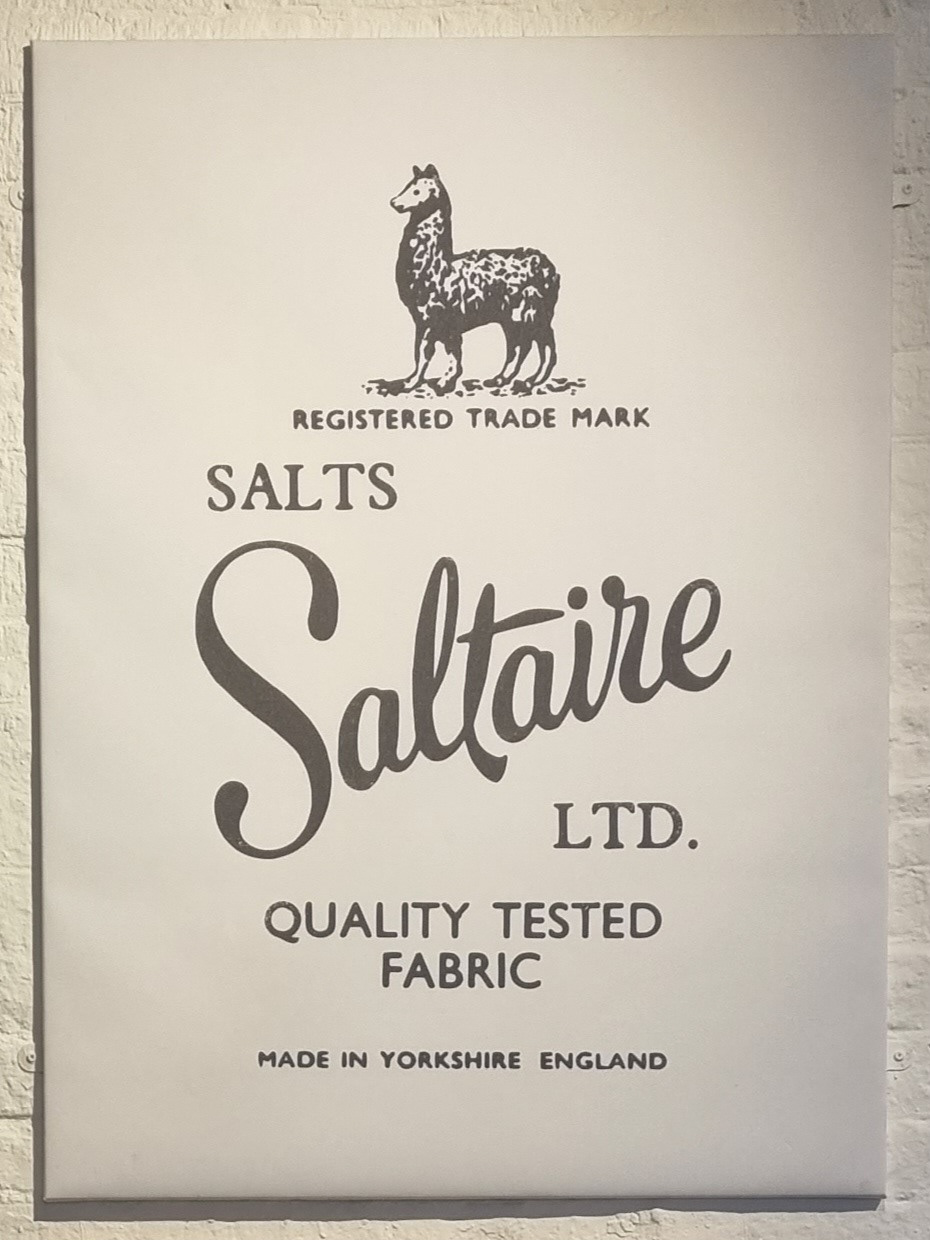 REGISTERED TRADE MARK
SALTS
Saltaire
LTD.
QUALITY TESTED
FABRIC
MADE IN YORKSHIRE ENGLAND